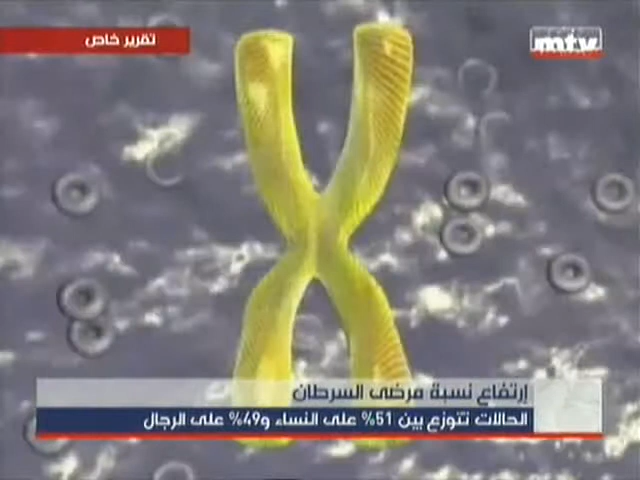 تقرير خاص
mtv
إرتفاع نسبة مرضى السرطان
الحالات تتوزع بين 51% على النساء و49% على الرجال